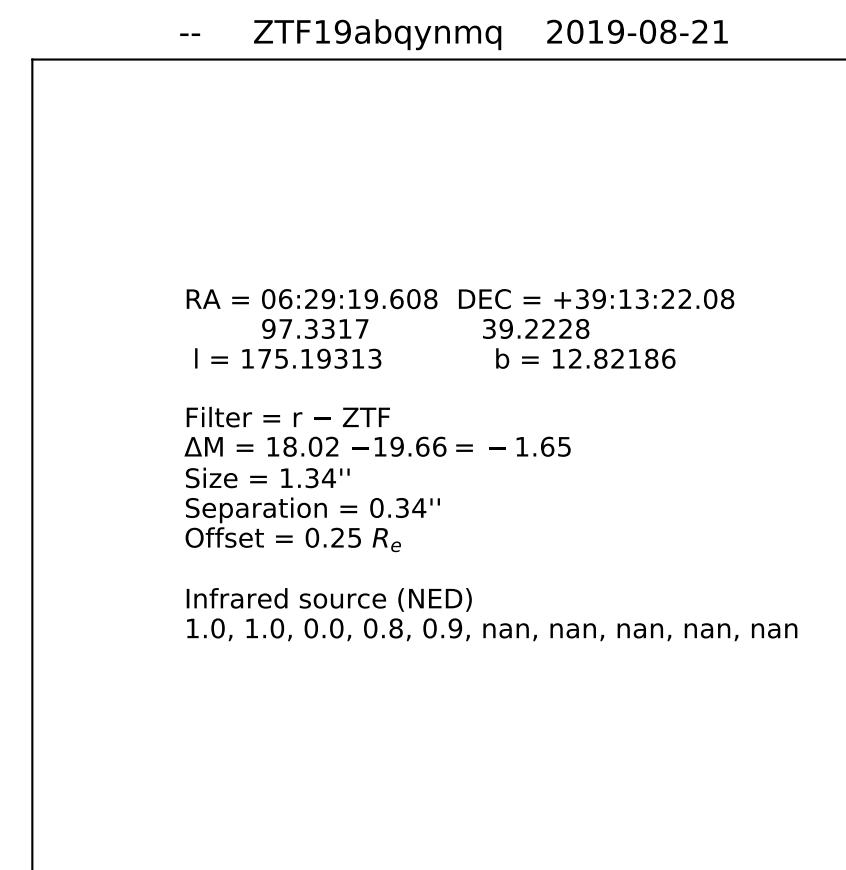 -- ZTF19abqynmq 2019-08-21
RA = 06:29:19.608 DEC = +39:13:22.08
97.3317 39.2228
l = 175.19313 b = 12.82186
Filter = r − ZTF
ΔM = 18.02 −19.66 = − 1.65
Size = 1.34''
Separation = 0.34''
Offset = 0.25 Re
Infrared source (NED)
1.0, 1.0, 0.0, 0.8, 0.9, nan, nan, nan, nan, nan